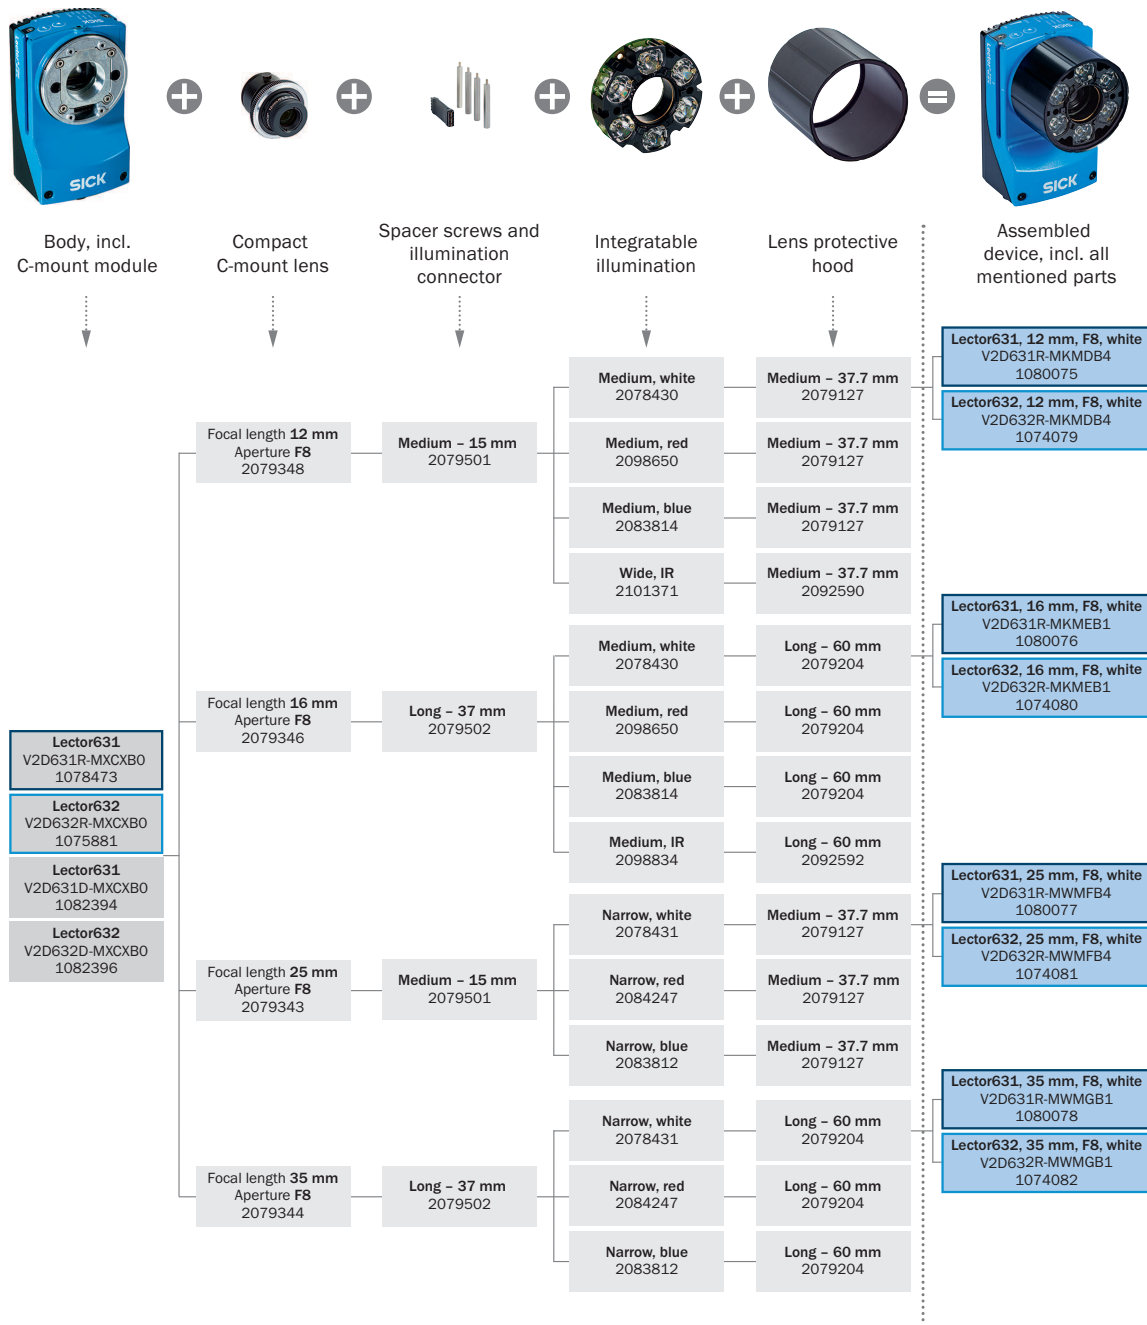 SICK
SICK
SICK
SICK
Body, incl.
C-mount module
Compact
C-mount lens
Spacer screws and
illumination
connector
Integratable
illumination
Lens protective
hood
Assembled
device, incl. all
mentioned parts
Lector631
V2D631R-MXCXB0
1078473
Lector632
V2D632R-MXCXB0
1075881
Lector631
V2D631D-MXCXB0
1082394
Lector632
V2D632D-MXCXB0
1082396
Focal length 12 mm
Aperture F8
2079348
Medium – 15 mm
2079501
Medium, white
2078430
Medium – 37.7 mm
2079127
Medium, red
2098650
Medium – 37.7 mm
2079127
Medium, blue
2083814
Medium – 37.7 mm
2079127
Wide, IR
2101371
Medium – 37.7 mm
2092590
Lector631, 12 mm, F8, white
V2D631R-MKMDB4
1080075
Lector632, 12 mm, F8, white
V2D632R-MKMDB4
1074079
Focal length 16 mm
Aperture F8
2079346
Long – 37 mm
2079502
Medium, white
2078430
Long – 60 mm
2079204
Medium, red
2098650
Long – 60 mm
2079204
Medium, blue
2083814
Long – 60 mm
2079204
Medium, IR
2098834
Long – 60 mm
2092592
Lector631, 16 mm, F8, white
V2D631R-MKMEB1
1080076
Lector632, 16 mm, F8, white
V2D632R-MKMEB1
1074080
Focal length 25 mm
Aperture F8
2079343
Medium – 15 mm
2079501
Narrow, white
2078431
Medium – 37.7 mm
2079127
Narrow, red
2084247
Medium – 37.7 mm
2079127
Narrow, blue
2083812
Medium – 37.7 mm
2079127
Lector631, 25 mm, F8, white
V2D631R-MWMFB4
1080077
Lector632, 25 mm, F8, white
V2D632R-MWMFB4
1074081
Focal length 35 mm
Aperture F8
2079344
Long – 37 mm
2079502
Narrow, white
2078431
Long – 60 mm
2079204
Narrow, red
2084247
Long – 60 mm
2079204
Narrow, blue
2083812
Long – 60 mm
2079204
Lector631, 35 mm, F8, white
V2D631R-MWMGB1
1080078
Lector632, 35 mm, F8, white
V2D632R-MWMGB1
1074082